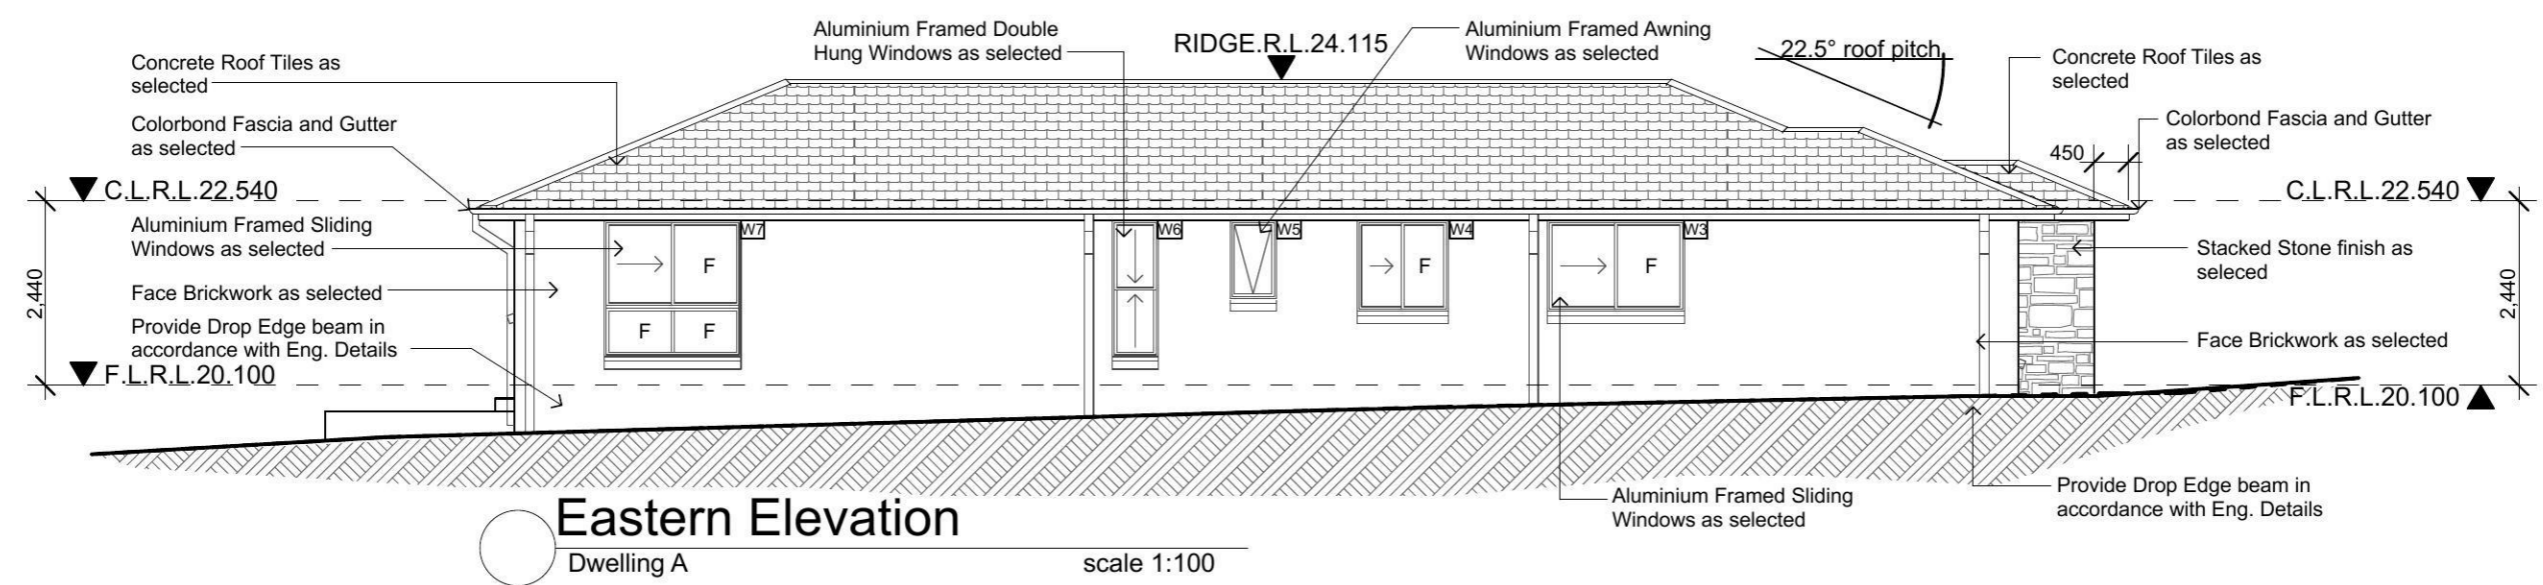 Concrete Roof Tiles as
selected
Colorbond Fascia and Gutter
as selected
C.L.R.L.22.540
Aluminium Framed Sliding
Windows as selected
2,440
Face Brickwork as selected
Provide Drop Edge beam in
accordance with Eng. Details
F.L.R.L.20.100
Aluminium Framed Double
Hung Windows as selected
RIDGE.R.L.24.115
Aluminium Framed Awning
Windows as selected
22.5° roof pitch
Concrete Roof Tiles as
selected
Colorbond Fascia and Gutter
as selected
450
C.L.R.L.22.540
W7
W6
W5
W4
W3
F
F
F
F
F
Stacked Stone finish as
seleced
2,440
Face Brickwork as selected
F.L.R.L.20.100
Aluminium Framed Sliding
Windows as selected
Provide Drop Edge beam in
accordance with Eng. Details
Eastern Elevation
Dwelling A
scale 1:100